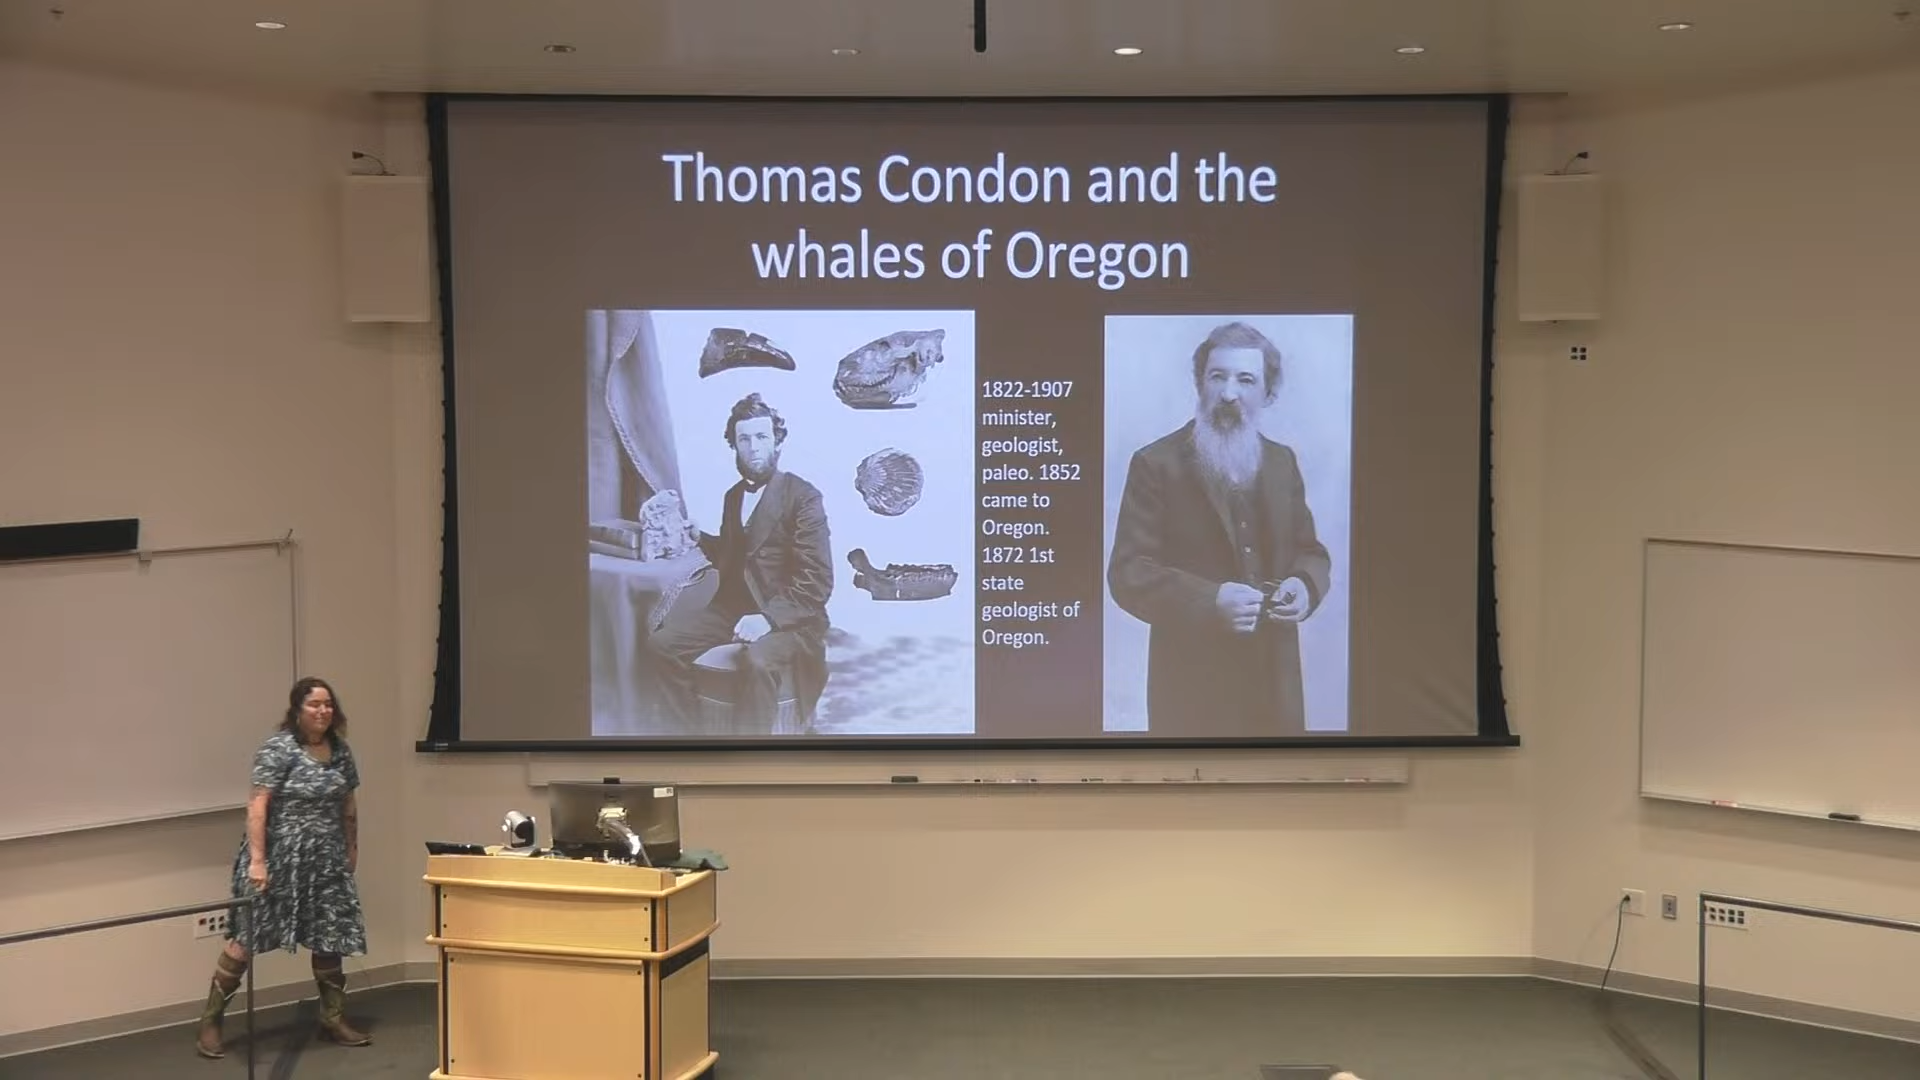 Thomas Condon and the
whales of Oregon
1822-1907
minister,
geologist,
paleo. 1852
came to
Oregon.
1872 1st
state
geologist of
Oregon.